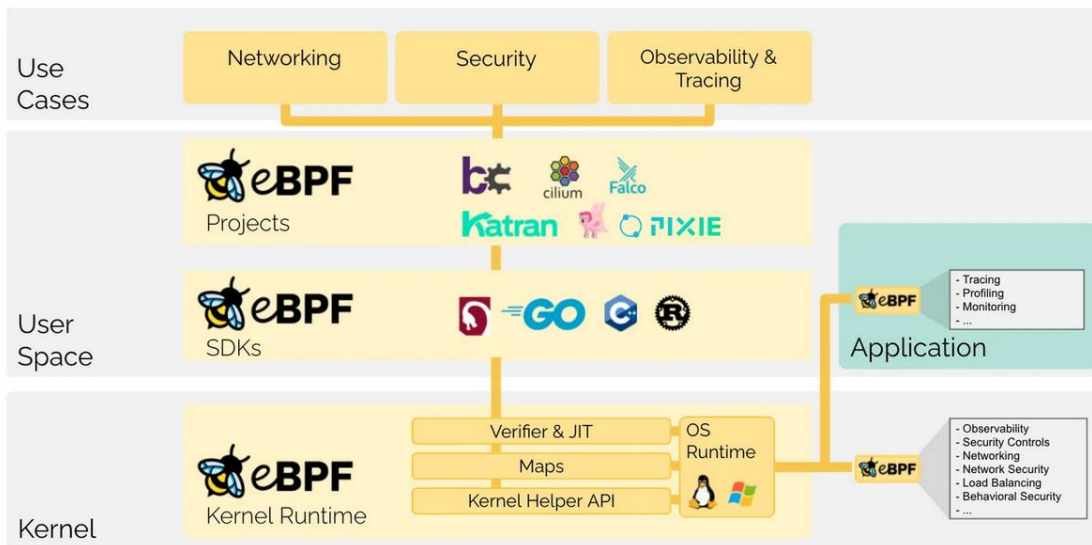 Use
Cases
Networking
Security
Observability &
Tracing
User
Space
eBPF
Projects
bc
cilium
Falco
Katran
PIXIE
eBPF
SDKs
GO
C++
R
eBPF
- Tracing
- Profiling
- Monitoring
- ...
Application
Kernel
eBPF
Kernel Runtime
Verifier & JIT
Maps
Kernel Helper API
OS
Runtime
eBPF
- Observability
- Security Controls
- Networking
- Network Security
- Load Balancing
- Behavioral Security
- ...